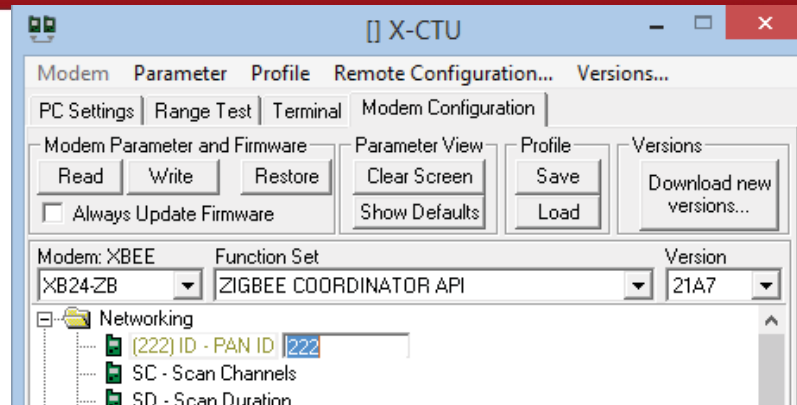 [] X-CTU
Modem Parameter Profile Remote Configuration... Versions...
PC Settings Range Test Terminal Modem Configuration
Modem Parameter and Firmware Parameter View Profile Versions
Read Write Restore Clear Screen Save Download new versions...
Always Update Firmware Show Defaults Load
Modem: XBEE Function Set Version
XB24-ZB ZIGBEE COORDINATOR API 21A7
Networking
(222) ID - PAN ID 222
SC - Scan Channels
SD - Scan Duration